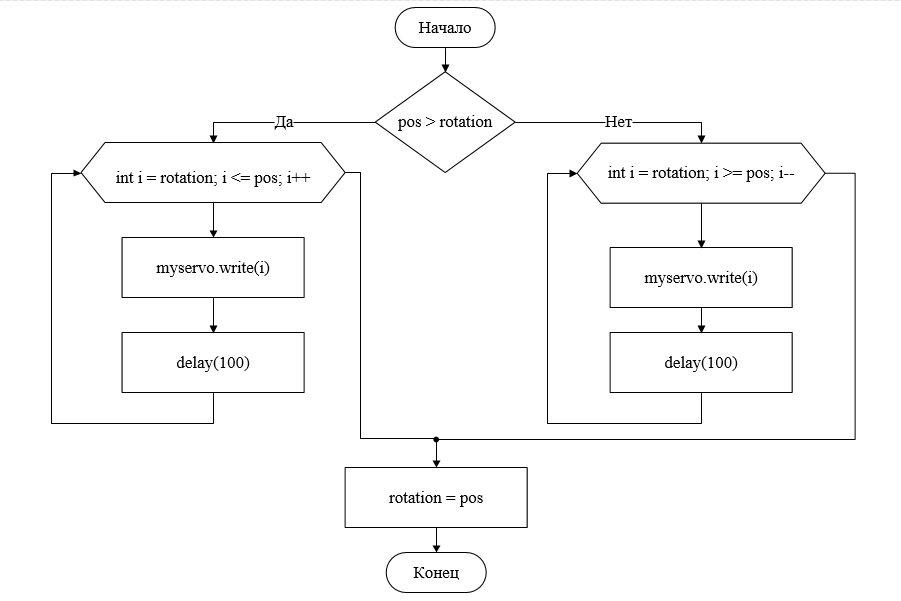 Начало
pos > rotation
Да
Нет
int i = rotation; i <= pos; i++
int i = rotation; i >= pos; i--
myservo.write(i)
myservo.write(i)
delay(100)
delay(100)
rotation = pos
Конец